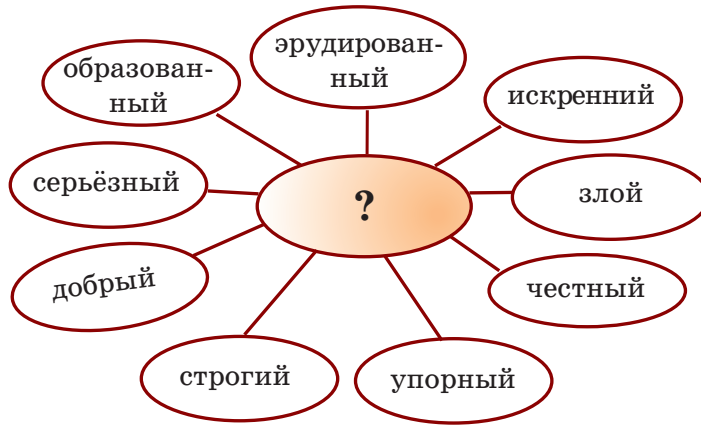 эрудирован-
ный
образован-
ный
искренний
серьёзный
?
злой
добрый
честный
строгий
упорный